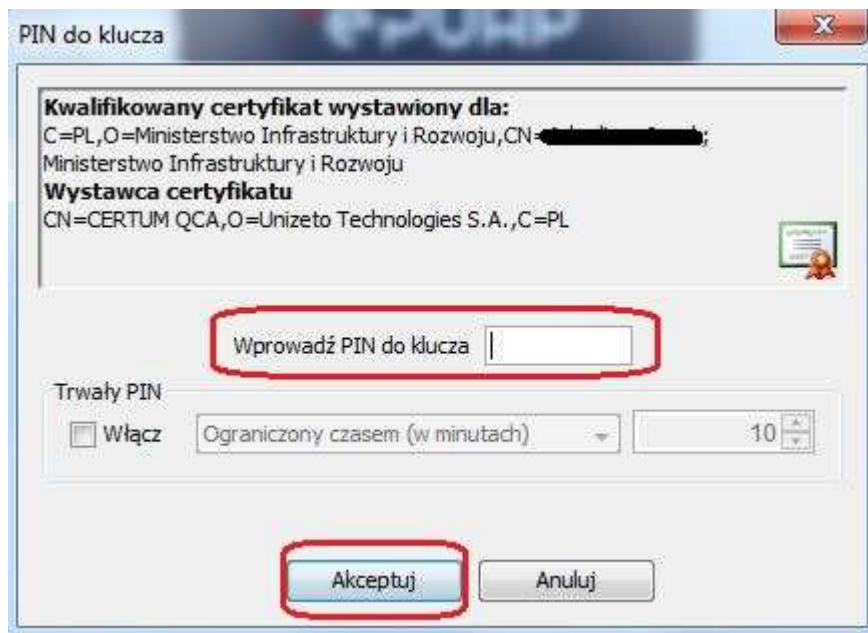 PIN do klucza
ePUAP
Kwalifikowany certyfikat wystawiony dla:
C=PL,O=Ministerstwo Infrastruktury i Rozwoju,CN=
;
Ministerstwo Infrastruktury i Rozwoju
Wystawca certyfikatu
CN=CERTUM QCA,O=Unizeto Technologies S.A.,C=PL
Wprowadź PIN do klucza
Trwały PIN
Włącz
Ograniczony czasem (w minutach)
10
Akceptuj
Anuluj